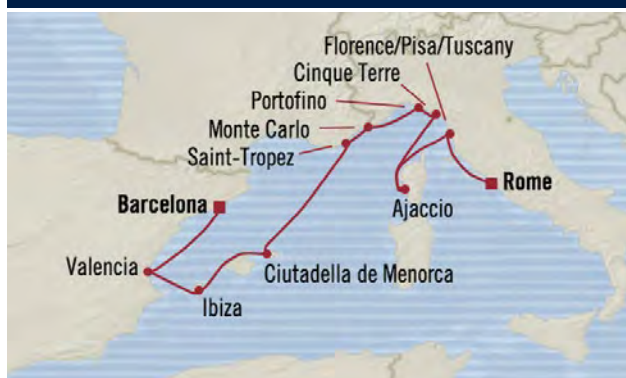 Florence/Pisa/Tuscany
Cinque Terre
Portofino
Monte Carlo
Saint-Tropez
Barcelona
Rome
Ajaccio
Valencia
Ciutadella de Menorca
Ibiza